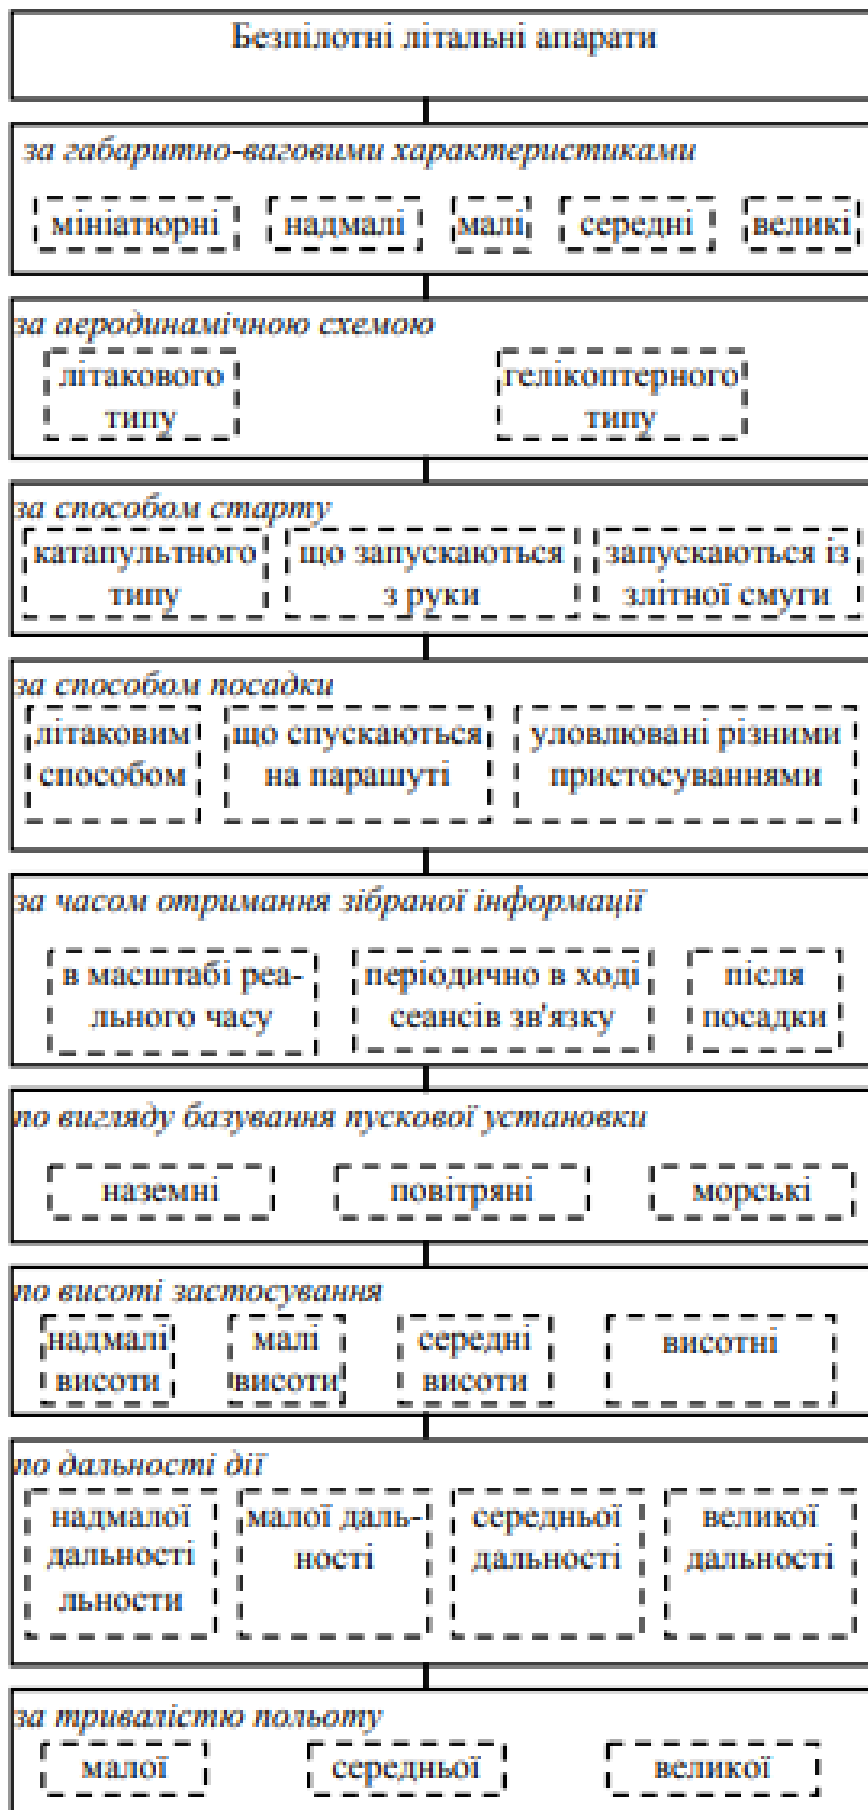 Безпілотні літальні апарати
за габаритно-ваговими характеристиками
мініатюрні надмалі малі середні великі
за аеродинамічною схемою
літакового гелікоптерного
типу типу
за способом старту
катапультного що запускаються запускаються із
типу з руки злітної смуги
за способом посадки
літаковим що спускаються уловлювані різними
способом на парашуті пристосуваннями
за часом отримання зібраної інформації
в масштабі реа- періодично в ході після
льного часу сеансів зв'язку посадки
по вигляду базування пускової установки
наземні повітряні морські
по висоті застосування
надмалі малі середні висотні
висоти висоти висоти
по дальності дії
надмалої малої даль- середньої великої
дальності ності дальності дальності
льности
за тривалістю польоту
малої середньої великої